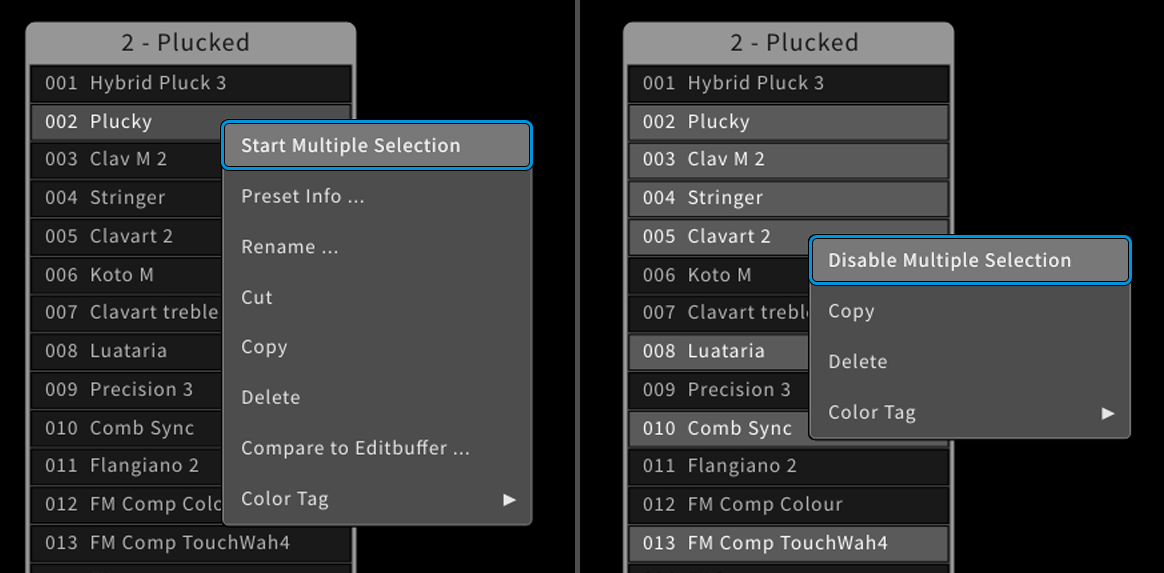 2 - Plucked
001 Hybrid Pluck 3
002 Plucky
003 Clav M 2
004 Stringer
005 Clavart 2
006 Koto M
007 Clavart treble
008 Luataria
009 Precision 3
010 Comb Sync
011 Flangiano 2
012 FM Comp Colo
013 FM Comp TouchWah4
Start Multiple Selection
Preset Info ...
Rename ...
Cut
Copy
Delete
Compare to Editbuffer ...
Color Tag
2 - Plucked
001 Hybrid Pluck 3
002 Plucky
003 Clav M 2
004 Stringer
005 Clavart 2
006 Koto M
007 Clavart trebl
008 Luataria
009 Precision 3
010 Comb Sync
011 Flangiano 2
012 FM Comp Colour
013 FM Comp TouchWah4
Disable Multiple Selection
Copy
Delete
Color Tag